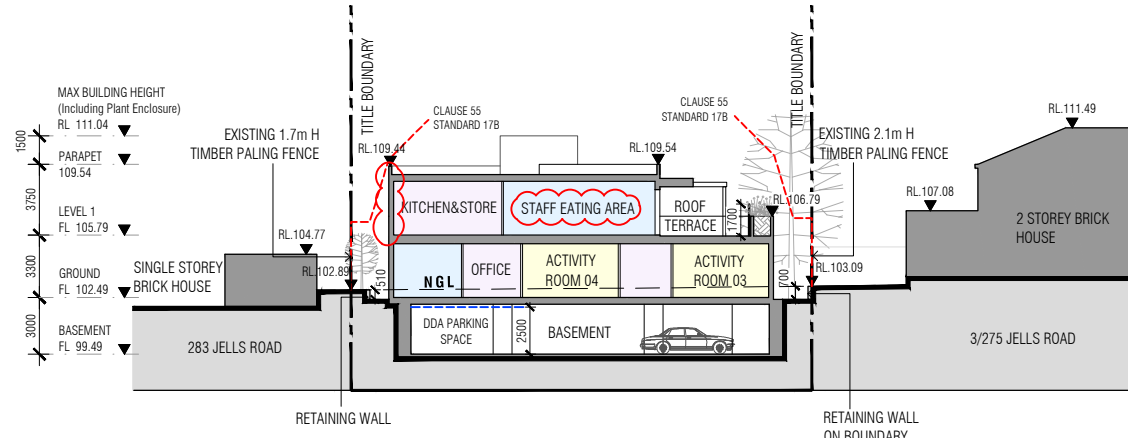 MAX BUILDING HEIGHT
(Including Plant Enclosure)
RL 111.04
1500
PARAPET
109.54
3750
LEVEL 1
FL 105.79
3300
GROUND
FL 102.49
3000
BASEMENT
FL 99.49
EXISTING 1.7m H
TIMBER PALING FENCE
TITLE BOUNDARY
CLAUSE 55
STANDARD 17B
RL.109.44
RL.109.54
CLAUSE 55
STANDARD 17B
TITLE BOUNDARY
EXISTING 2.1m H
TIMBER PALING FENCE
RL.111.49
RL.107.08
2 STOREY BRICK
HOUSE
RL.106.79
RL.104.77
RL.102.89
RL.103.09
SINGLE STOREY
BRICK HOUSE
KITCHEN&STORE
STAFF EATING AREA
ROOF
TERRACE
1700
510
NGL
OFFICE
ACTIVITY
ROOM 04
ACTIVITY
ROOM 03
700
DDA PARKING
SPACE
2500
BASEMENT
283 JELLS ROAD
3/275 JELLS ROAD
RETAINING WALL
RETAINING WALL
ON BOUNDARY